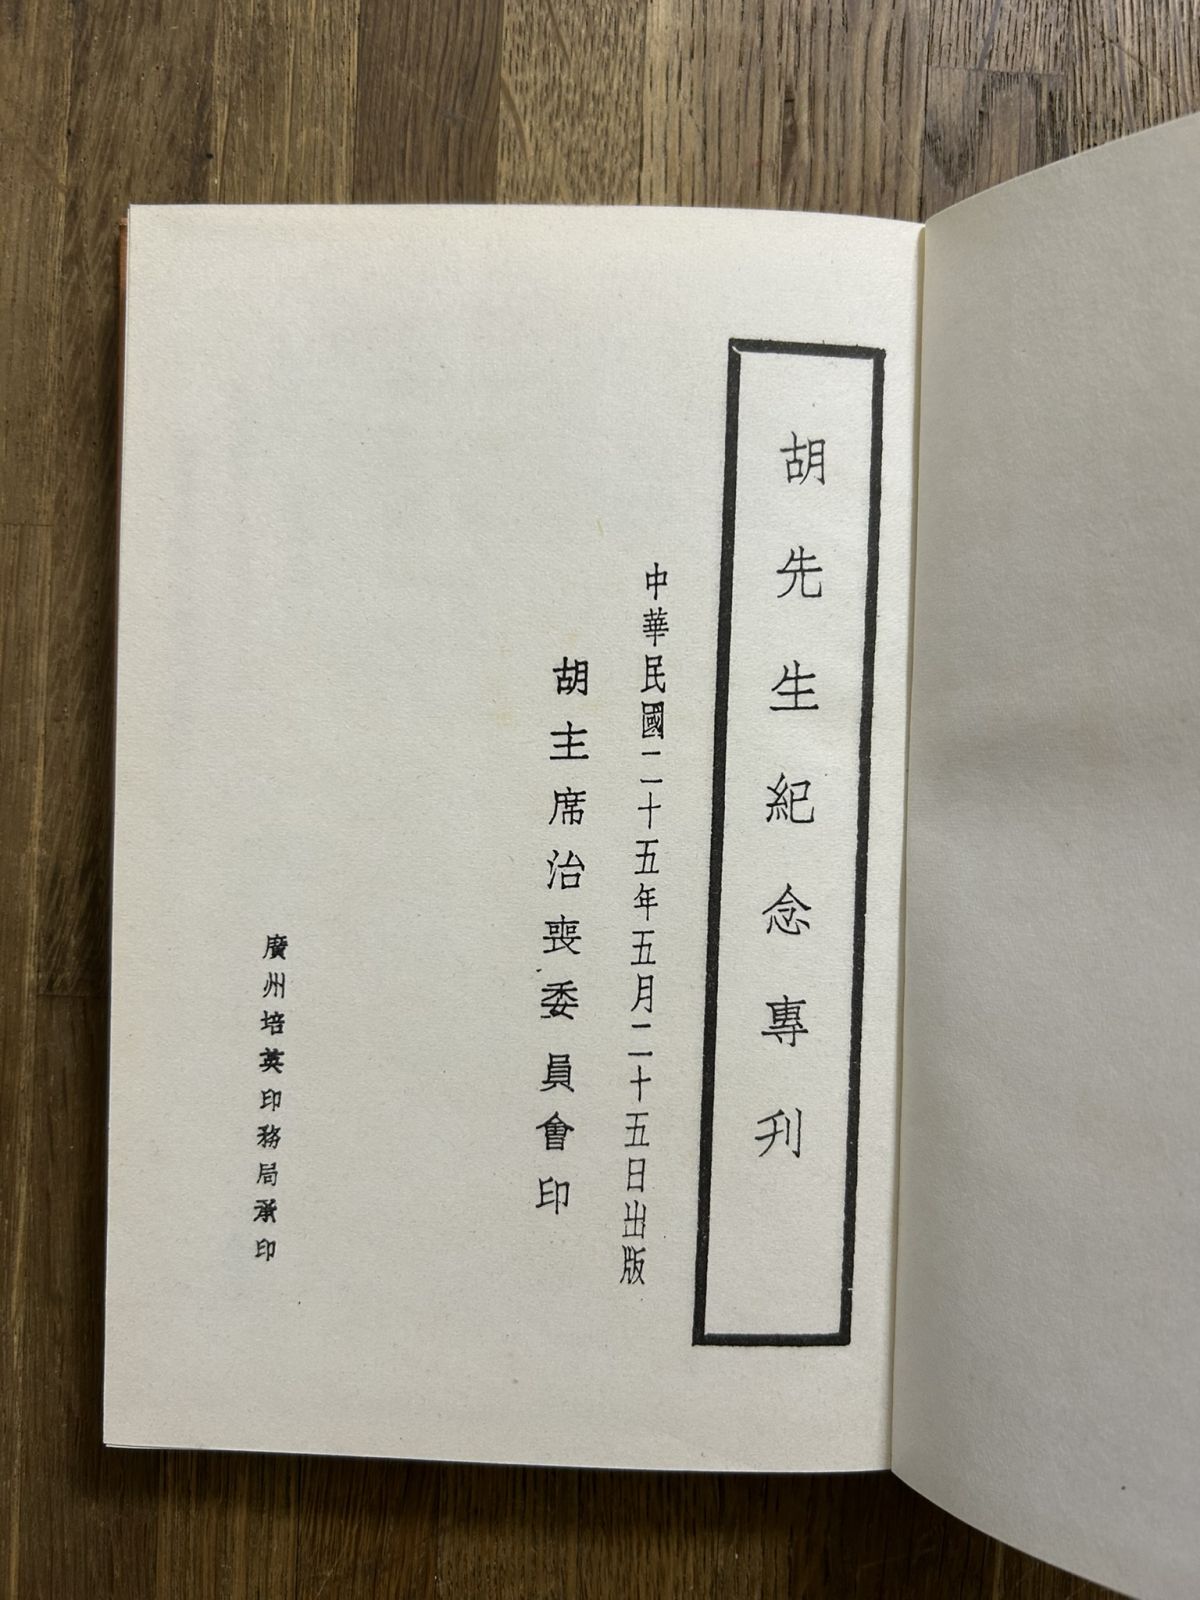 胡先生紀念專刊
中華民國二十五年五月二十五日出版
胡主席治喪委員會印
廣州培英印務局承印